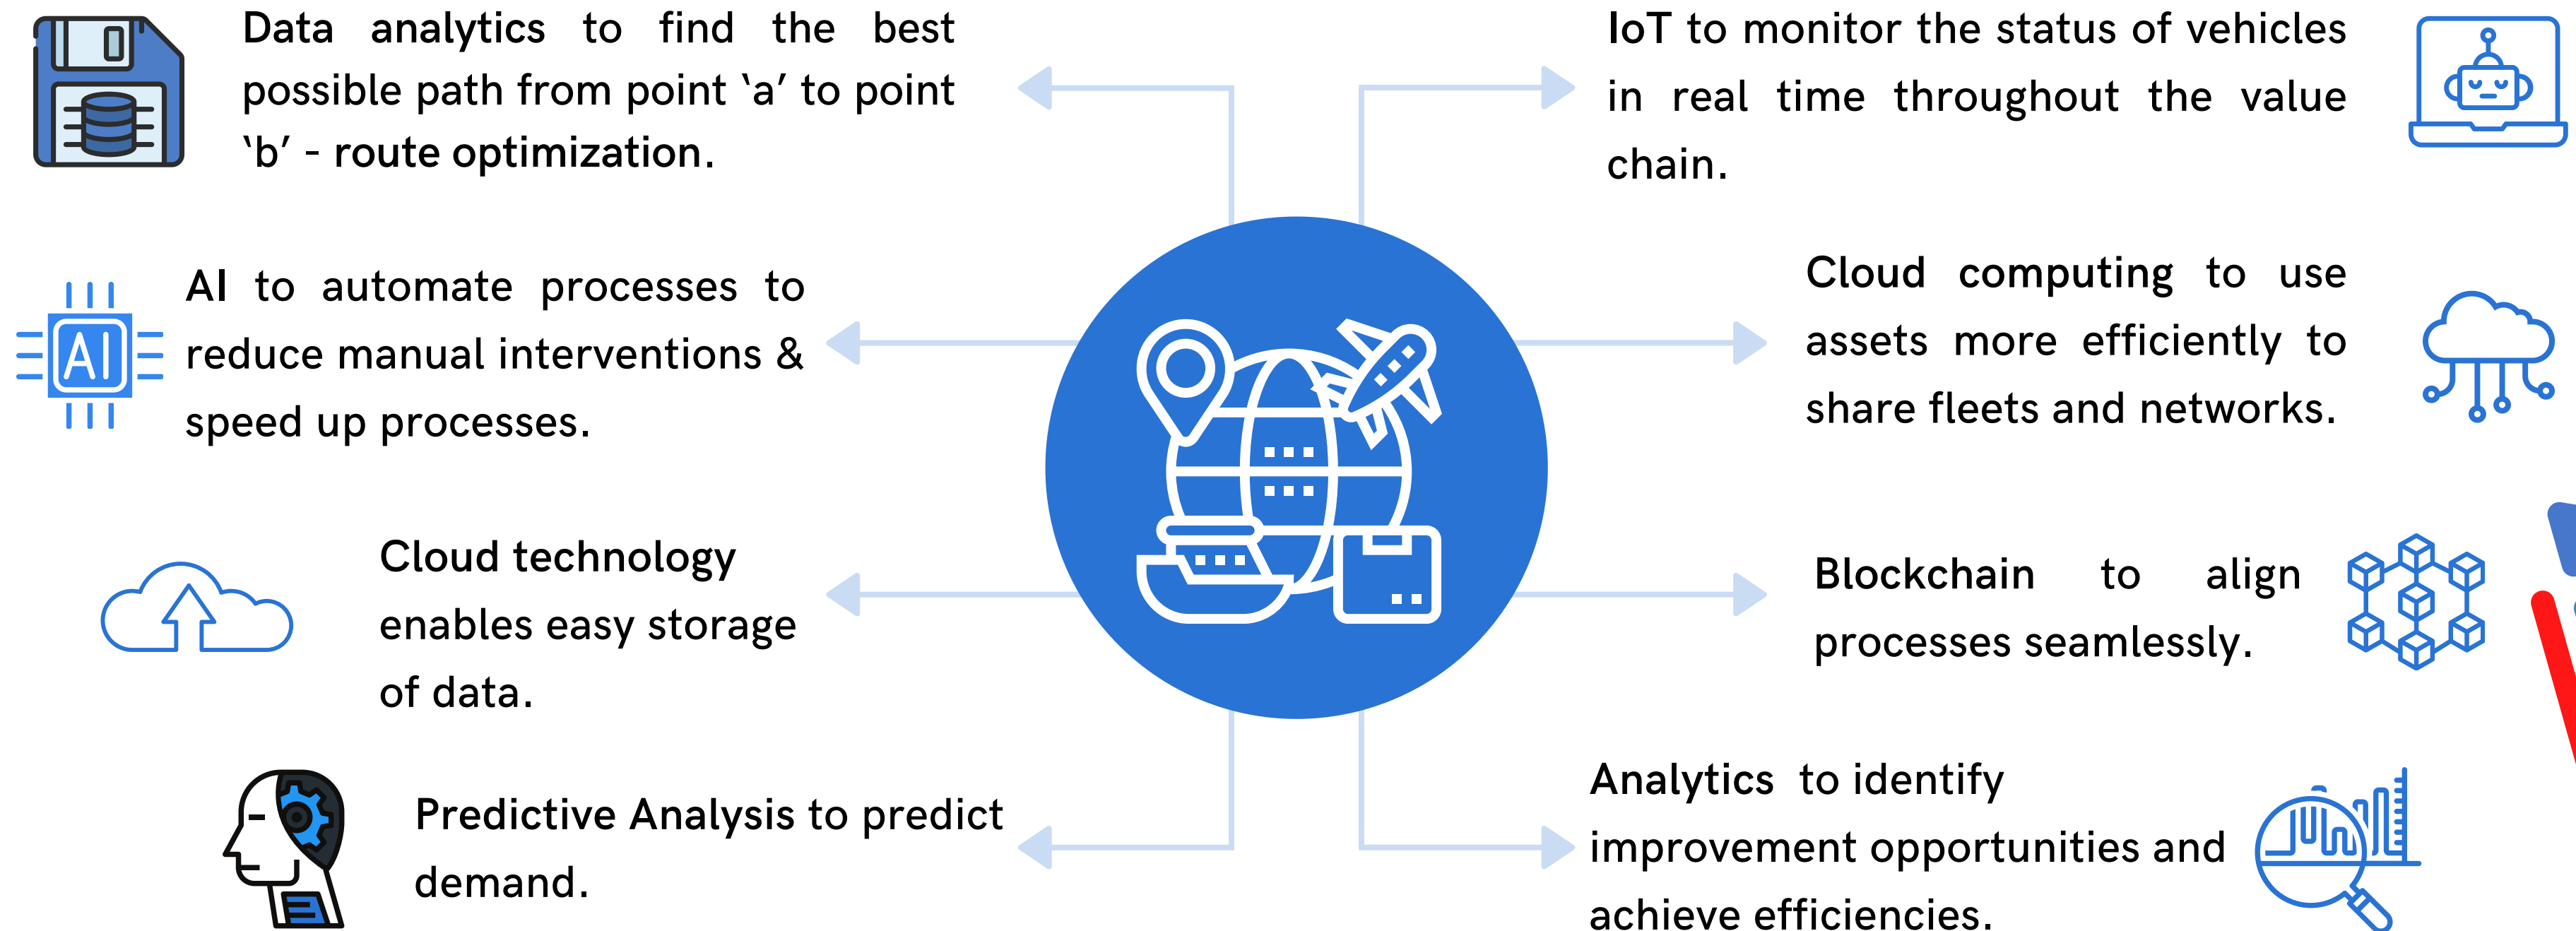 Data analytics to find the best
possible path from point ‘a’ to point
‘b’ - route optimization.
AI to automate processes to
reduce manual interventions &
speed up processes.
AI
Cloud technology
enables easy storage
of data.
Predictive Analysis to predict
demand.
IoT to monitor the status of vehicles
in real time throughout the value
chain.
Cloud computing to use
assets more efficiently to
share fleets and networks.
Blockchain to align
processes seamlessly.
Analytics to identify
improvement opportunities and
achieve efficiencies.